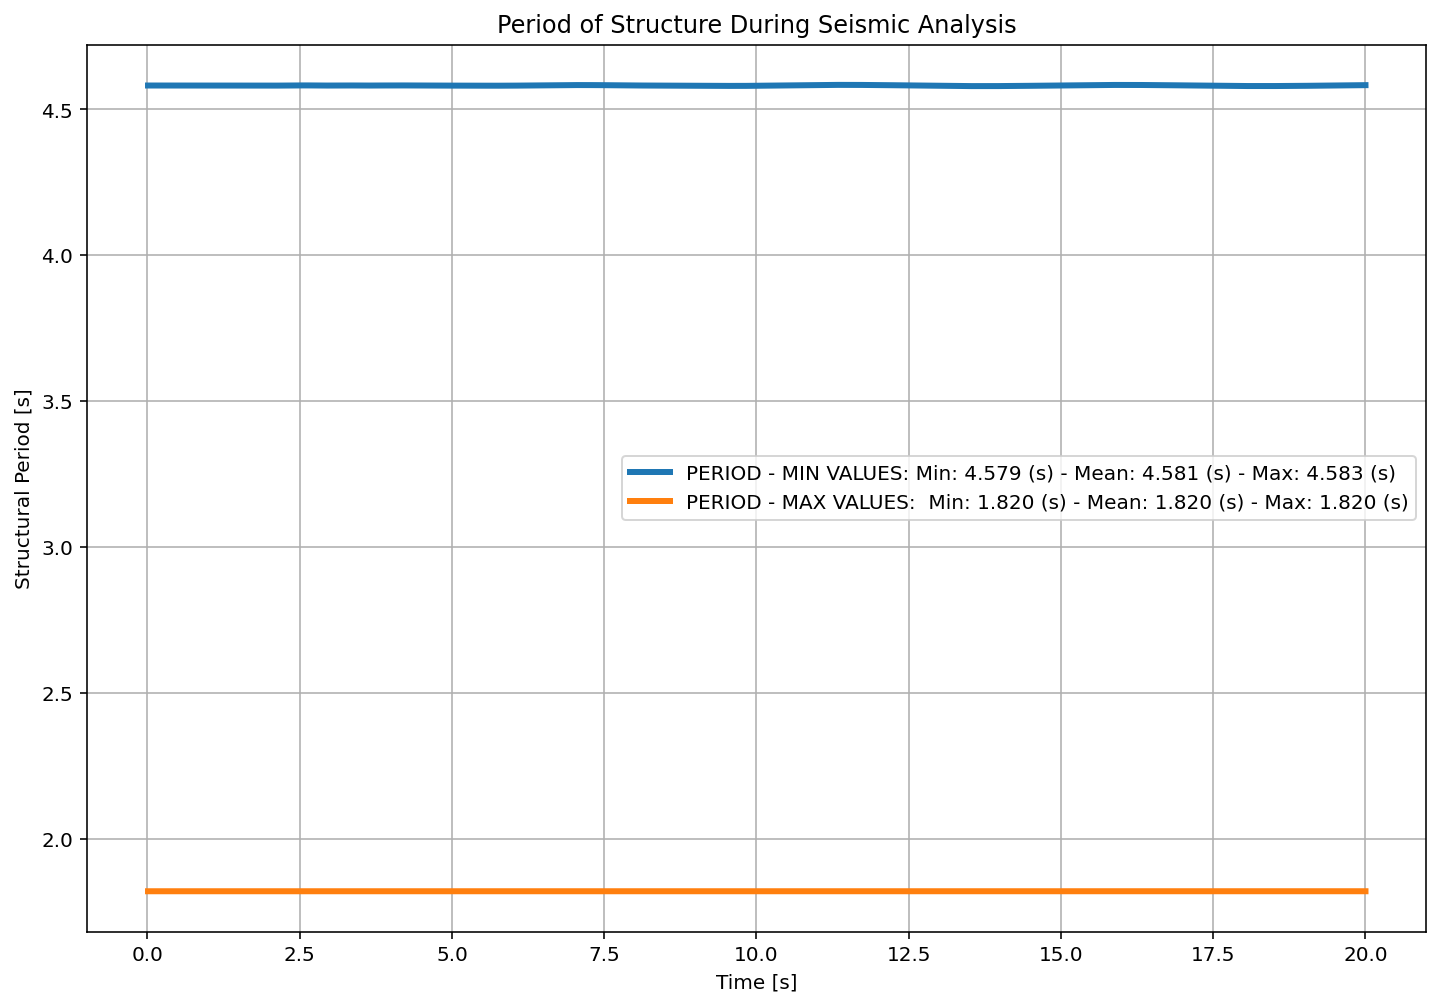 Period of Structure During Seismic Analysis
Structural Period [s]
4.5
4.0
3.5
3.0
2.5
2.0
PERIOD - MIN VALUES: Min: 4.579 (s) - Mean: 4.581 (s) - Max: 4.583 (s)
PERIOD - MAX VALUES:  Min: 1.820 (s) - Mean: 1.820 (s) - Max: 1.820 (s)
0.0 2.5 5.0 7.5 10.0 12.5 15.0 17.5 20.0
Time [s]